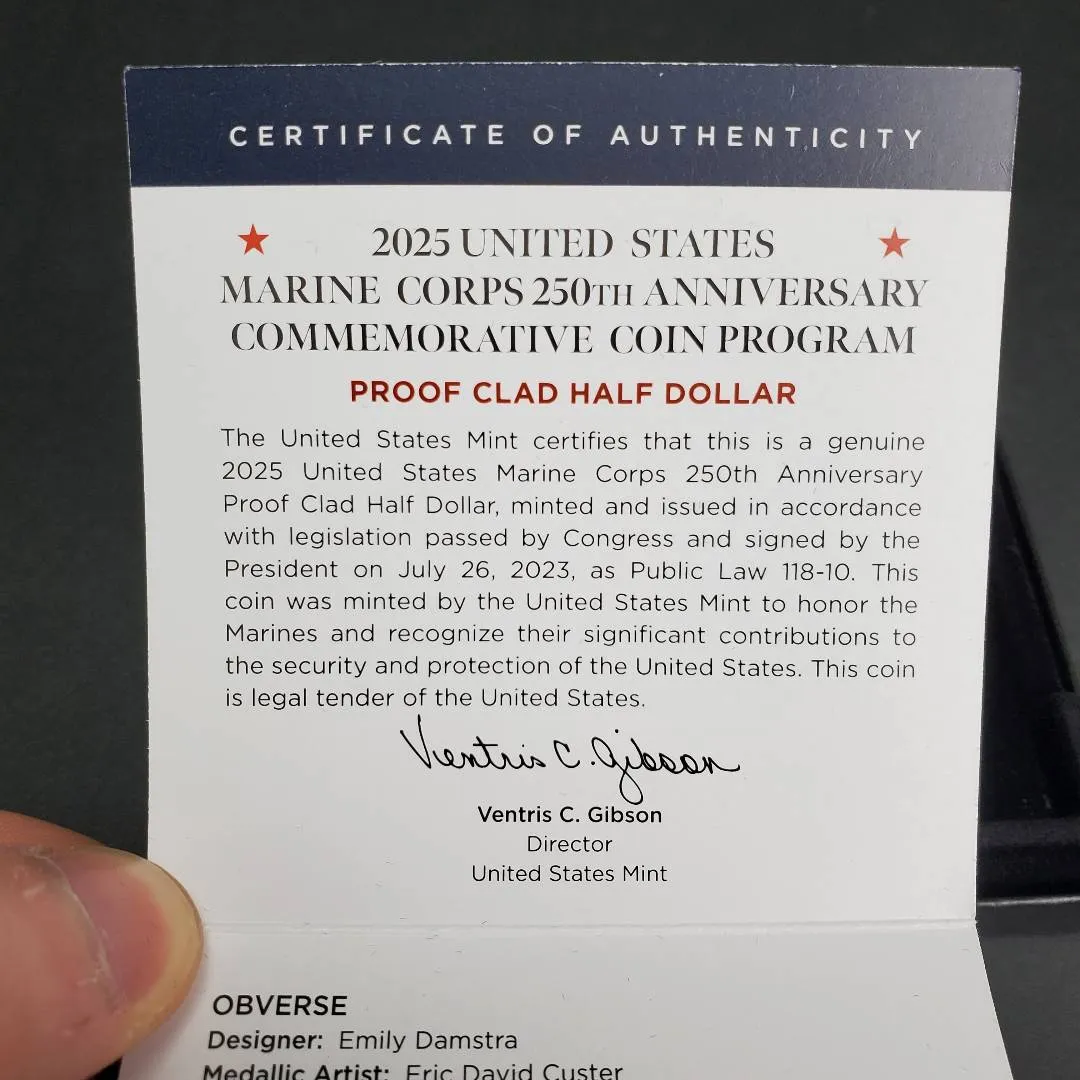 CERTIFICATE OF AUTHENTICITY
2025 UNITED STATES
MARINE CORPS 250TH ANNIVERSARY
COMMEMORATIVE COIN PROGRAM
PROOF CLAD HALF DOLLAR
The United States Mint certifies that this is a genuine
2025 United States Marine Corps 250th Anniversary
Proof Clad Half Dollar, minted and issued in accordance
with legislation passed by Congress and signed by the
President on July 26, 2023, as Public Law 118-10. This
coin was minted by the United States Mint to honor the
Marines and recognize their significant contributions to
the security and protection of the United States. This coin
is legal tender of the United States.
Ventris C. Gibson
Ventris C. Gibson
Director
United States Mint
OBVERSE
Designer: Emily Damstra
Medallic Artist: Eric David Custer